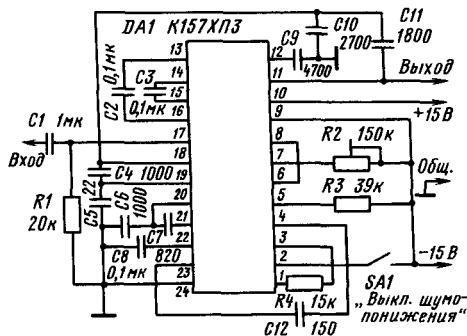 DA1 К157ХП3
C10
C11
13
12
C9
2700
1800
0,1мк
C3
14
4700
11
Выход
15
10
C2
0,1мк
16
+15В
C1 1мк
17
9
8
R2
150к
Вход
18
7
C4 1000
19
6
Общ.
22
C5
C6
1000
20
5
R3 39к
R1
20к
21
4
C7
22
3
C8
820
2
-15В
0,1мк
23
1
SA1
24
R4
15к
„Выкл. шумо-
понижения"
C12
150